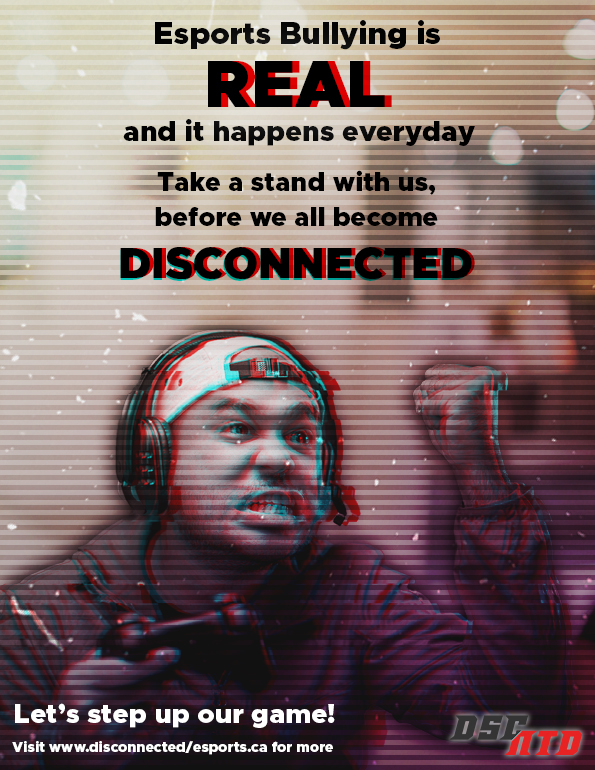 Esports Bullying is
REAL
and it happens everyday
Take a stand with us,
before we all become
DISCONNECTED
Let's step up our game!
Visit www.disconnected/esports.ca for more
DSC
NTD